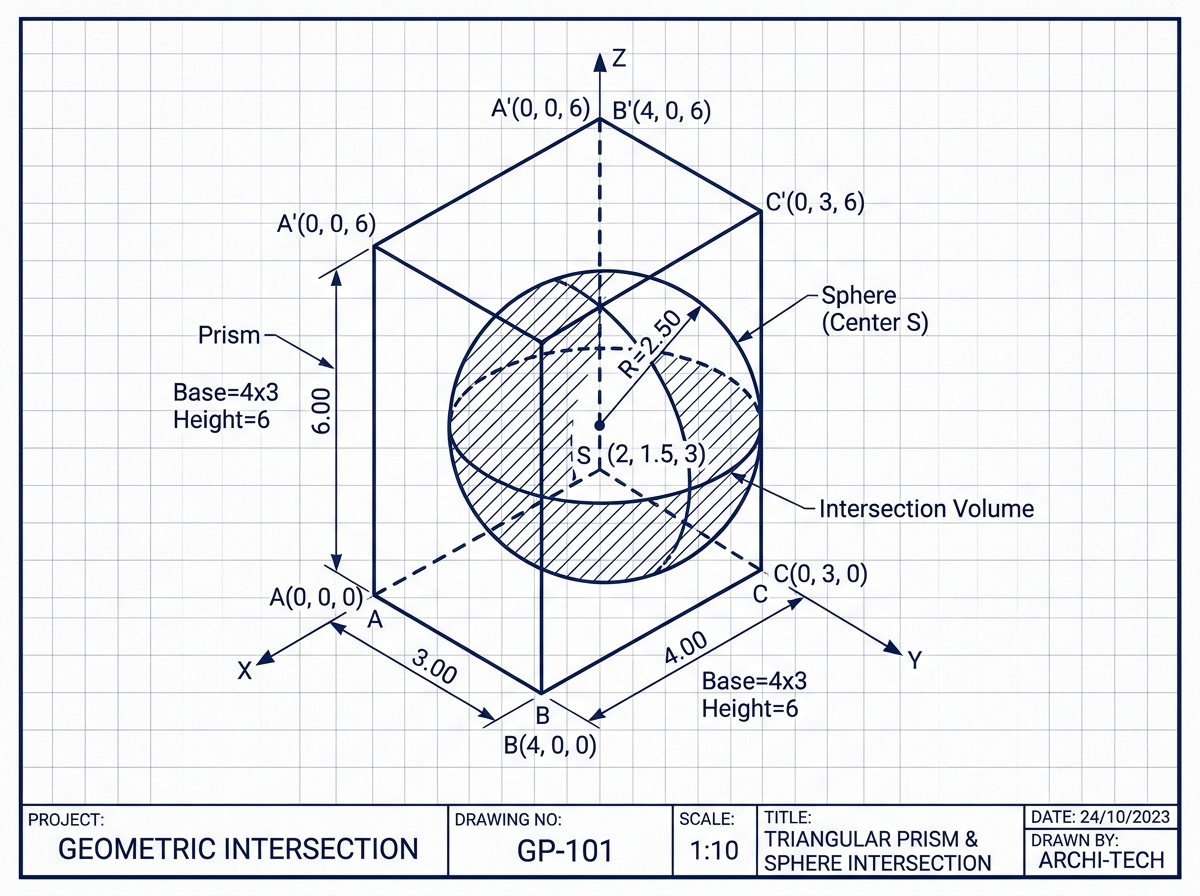 Z
A'(0, 0, 6) B'(4, 0, 6)
C'(0, 3, 6)
A'(0, 0, 6)
Sphere
(Center S)
Prism
R=2.50
Base=4x3
Height=6
6.00
S (2, 1.5, 3)
Intersection Volume
C(0, 3, 0)
C
A(0, 0, 0)
A
X
Y
3.00
4.00
Base=4x3
Height=6
B
B(4, 0, 0)
PROJECT:
GEOMETRIC INTERSECTION
DRAWING NO:
GP-101
SCALE:
1:10
TITLE:
TRIANGULAR PRISM &
SPHERE INTERSECTION
DATE: 24/10/2023
DRAWN BY:
ARCHI-TECH